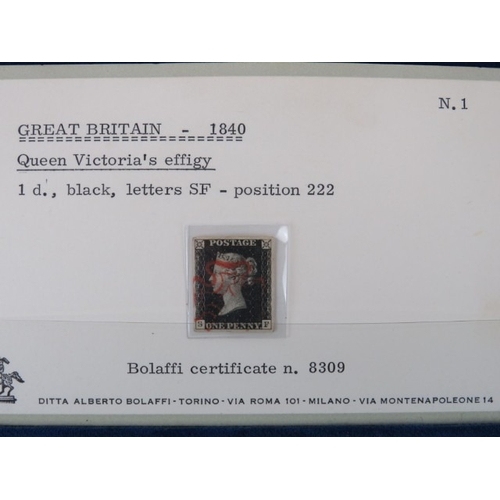 N.1
GREAT BRITAIN - 1840
Queen Victoria's effigy
1 d., black, letters SF - position 222
POSTAGE
S ONE PENNY F
Bolaffi certificate n. 8309
DITTA ALBERTO BOLAFFI - TORINO - VIA ROMA 101 - MILANO - VIA MONTENAPOLEONE 14